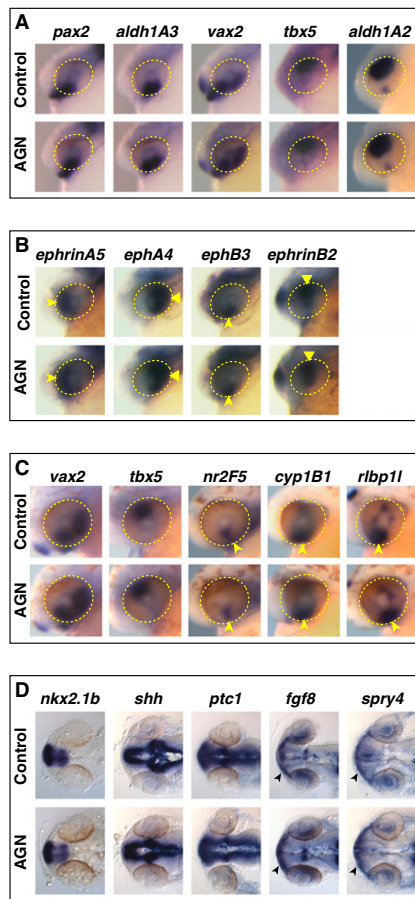 A
pax2 aldh1A3 vax2 tbx5 aldh1A2
Control
AGN
B
ephrinA5 ephA4 ephB3 ephrinB2
Control
AGN
C
vax2 tbx5 nr2F5 cyp1B1 rlbp1l
Control
AGN
D
nkx2.1b shh ptc1 fgf8 spry4
Control
AGN